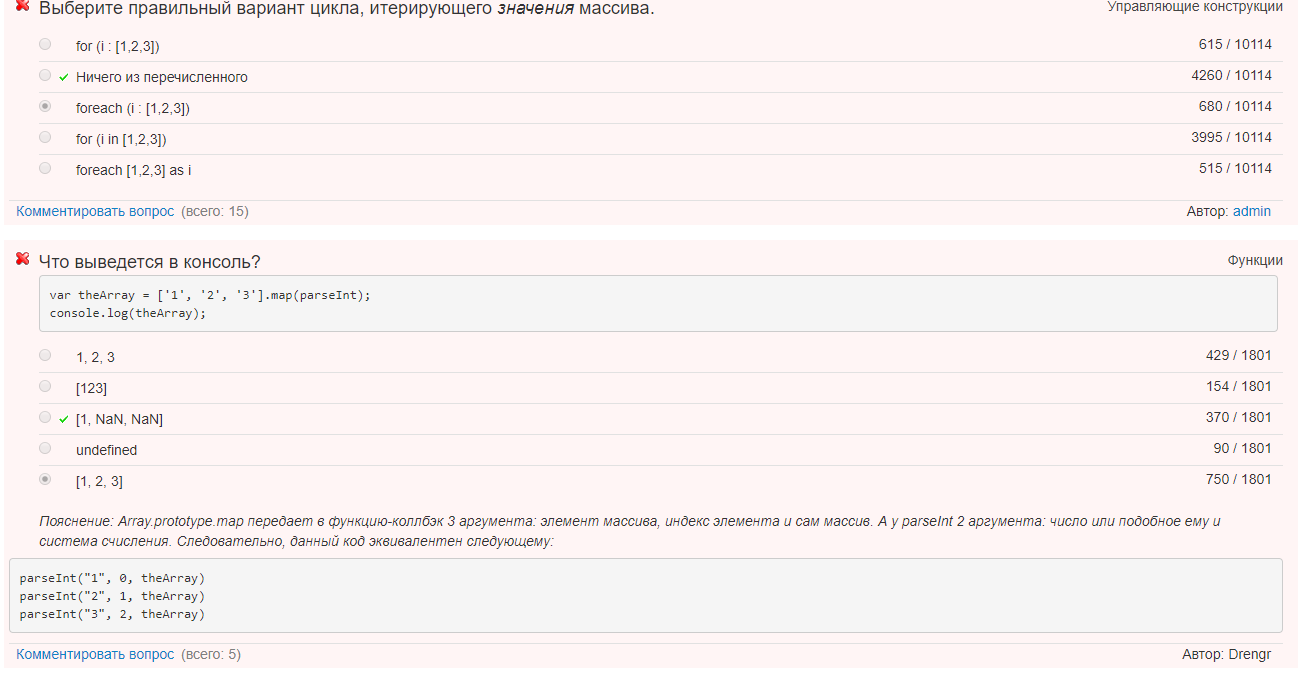 Выберите правильный вариант цикла, итерирующего значения массива. Управляющие конструкции
for (i : [1,2,3]) 615 / 10114
Ничего из перечисленного 4260 / 10114
foreach (i : [1,2,3]) 680 / 10114
for (i in [1,2,3]) 3995 / 10114
foreach [1,2,3] as i 515 / 10114
Комментировать вопрос (всего: 15) Автор: admin
Что выведется в консоль? Функции
var theArray = ['1', '2', '3'].map(parseInt);
console.log(theArray);
1, 2, 3 429 / 1801
[123] 154 / 1801
[1, NaN, NaN] 370 / 1801
undefined 90 / 1801
[1, 2, 3] 750 / 1801
Пояснение: Array.prototype.map передает в функцию-коллбэк 3 аргумента: элемент массива, индекс элемента и сам массив. А у parseInt 2 аргумента: число или подобное ему и
система счисления. Следовательно, данный код эквивалентен следующему:
parseInt("1", 0, theArray)
parseInt("2", 1, theArray)
parseInt("3", 2, theArray)
Комментировать вопрос (всего: 5) Автор: Drengr